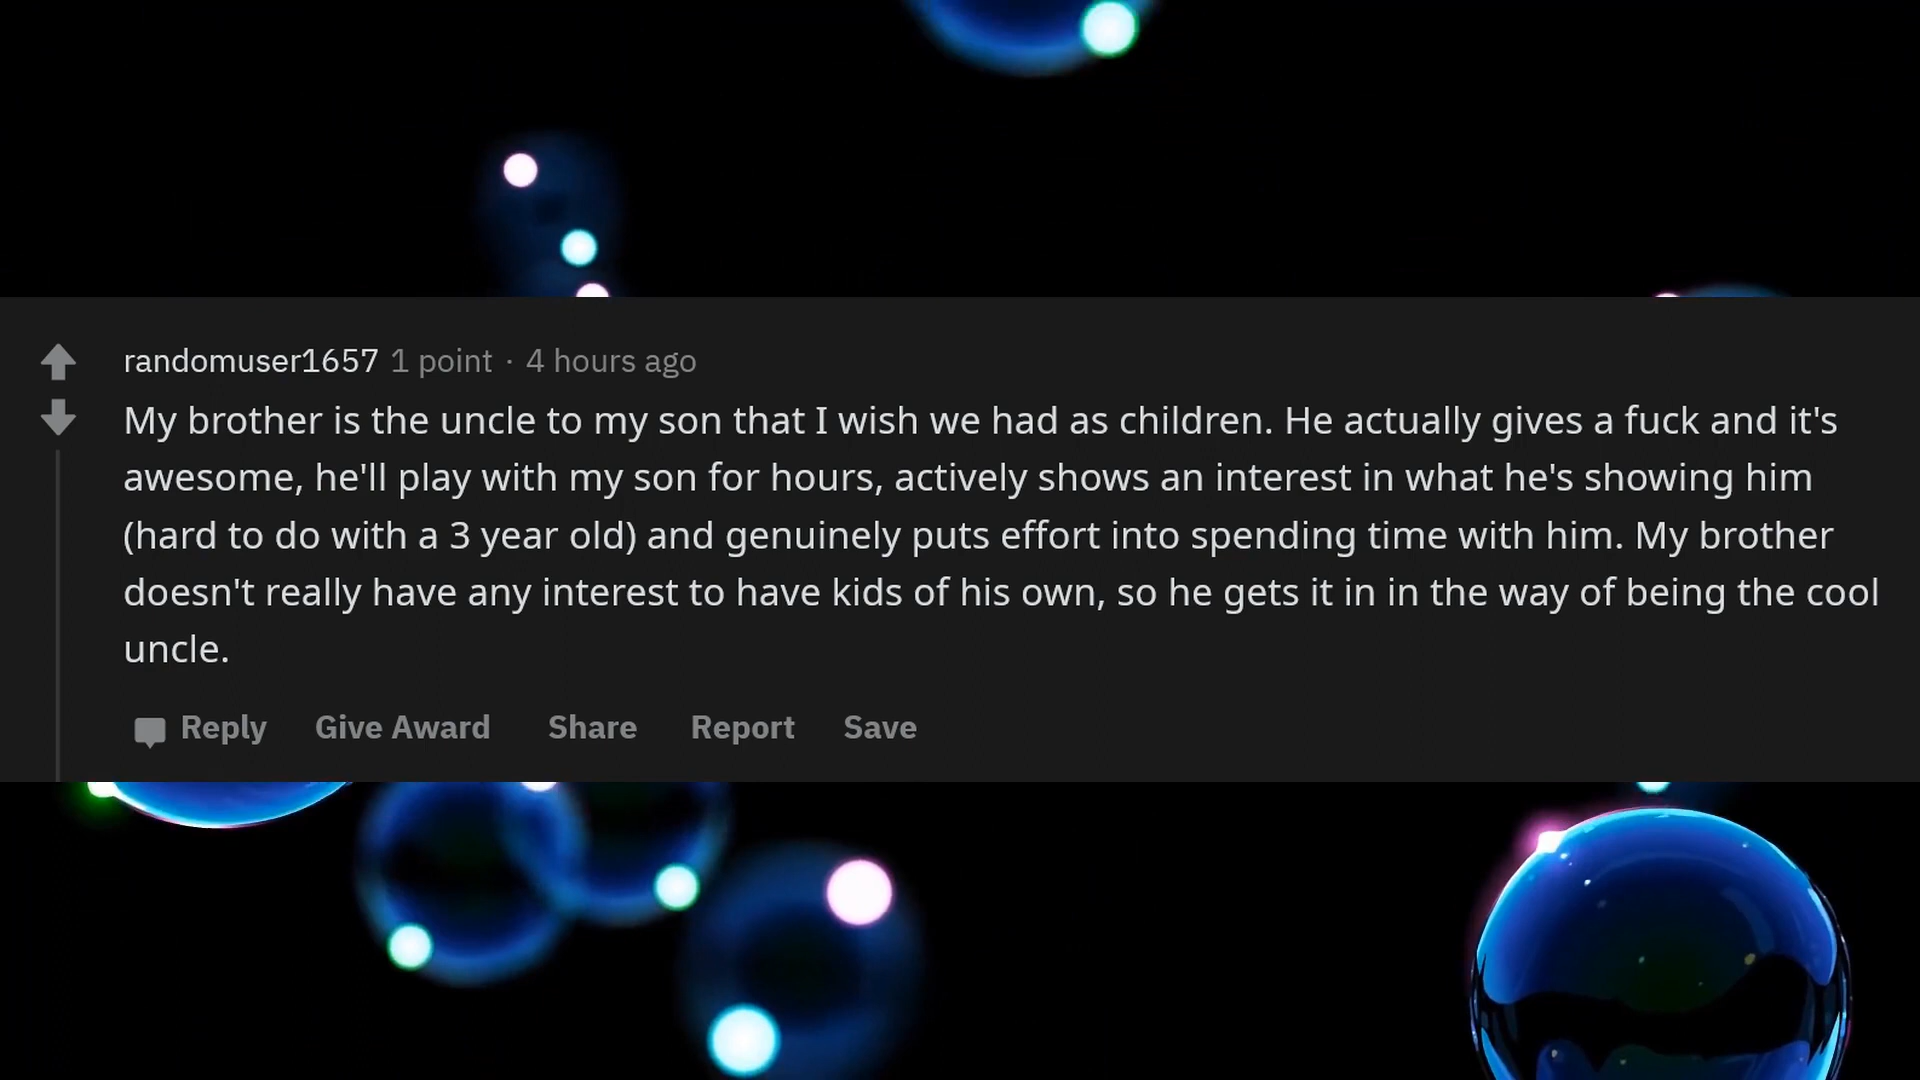 randomuser1657 1 point · 4 hours ago
My brother is the uncle to my son that I wish we had as children. He actually gives a fuck and it's
awesome, he'll play with my son for hours, actively shows an interest in what he's showing him
(hard to do with a 3 year old) and genuinely puts effort into spending time with him. My brother
doesn't really have any interest to have kids of his own, so he gets it in in the way of being the cool
uncle.
Reply Give Award Share Report Save